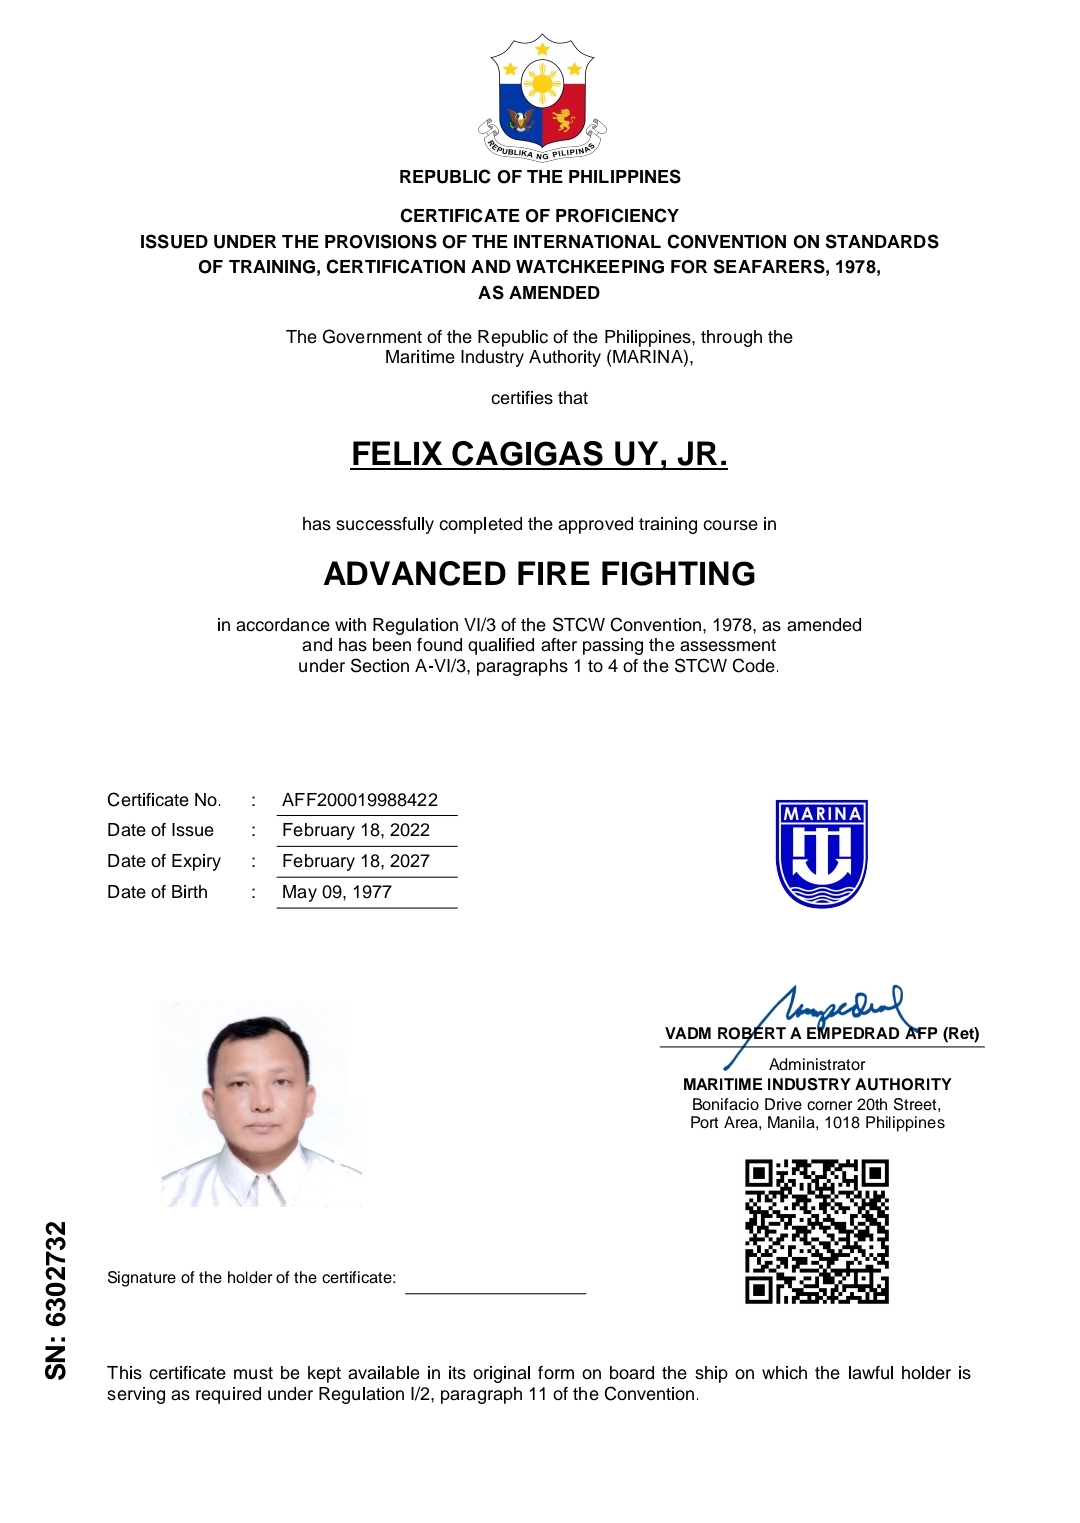 REPUBLIKA NG PILIPINAS
REPUBLIC OF THE PHILIPPINES
CERTIFICATE OF PROFICIENCY
ISSUED UNDER THE PROVISIONS OF THE INTERNATIONAL CONVENTION ON STANDARDS
OF TRAINING, CERTIFICATION AND WATCHKEEPING FOR SEAFARERS, 1978,
AS AMENDED
The Government of the Republic of the Philippines, through the
Maritime Industry Authority (MARINA),
certifies that
FELIX CAGIGAS UY, JR.
has successfully completed the approved training course in
ADVANCED FIRE FIGHTING
in accordance with Regulation VI/3 of the STCW Convention, 1978, as amended
and has been found qualified after passing the assessment
under Section A-VI/3, paragraphs 1 to 4 of the STCW Code.
Certificate No. : AFF200019988422
Date of Issue : February 18, 2022
Date of Expiry : February 18, 2027
Date of Birth : May 09, 1977
MARINA
VADM ROBERT A EMPEDRAD AFP (Ret)
Administrator
MARITIME INDUSTRY AUTHORITY
Bonifacio Drive corner 20th Street,
Port Area, Manila, 1018 Philippines
Signature of the holder of the certificate:
SN: 6302732
This certificate must be kept available in its original form on board the ship on which the lawful holder is
serving as required under Regulation I/2, paragraph 11 of the Convention.